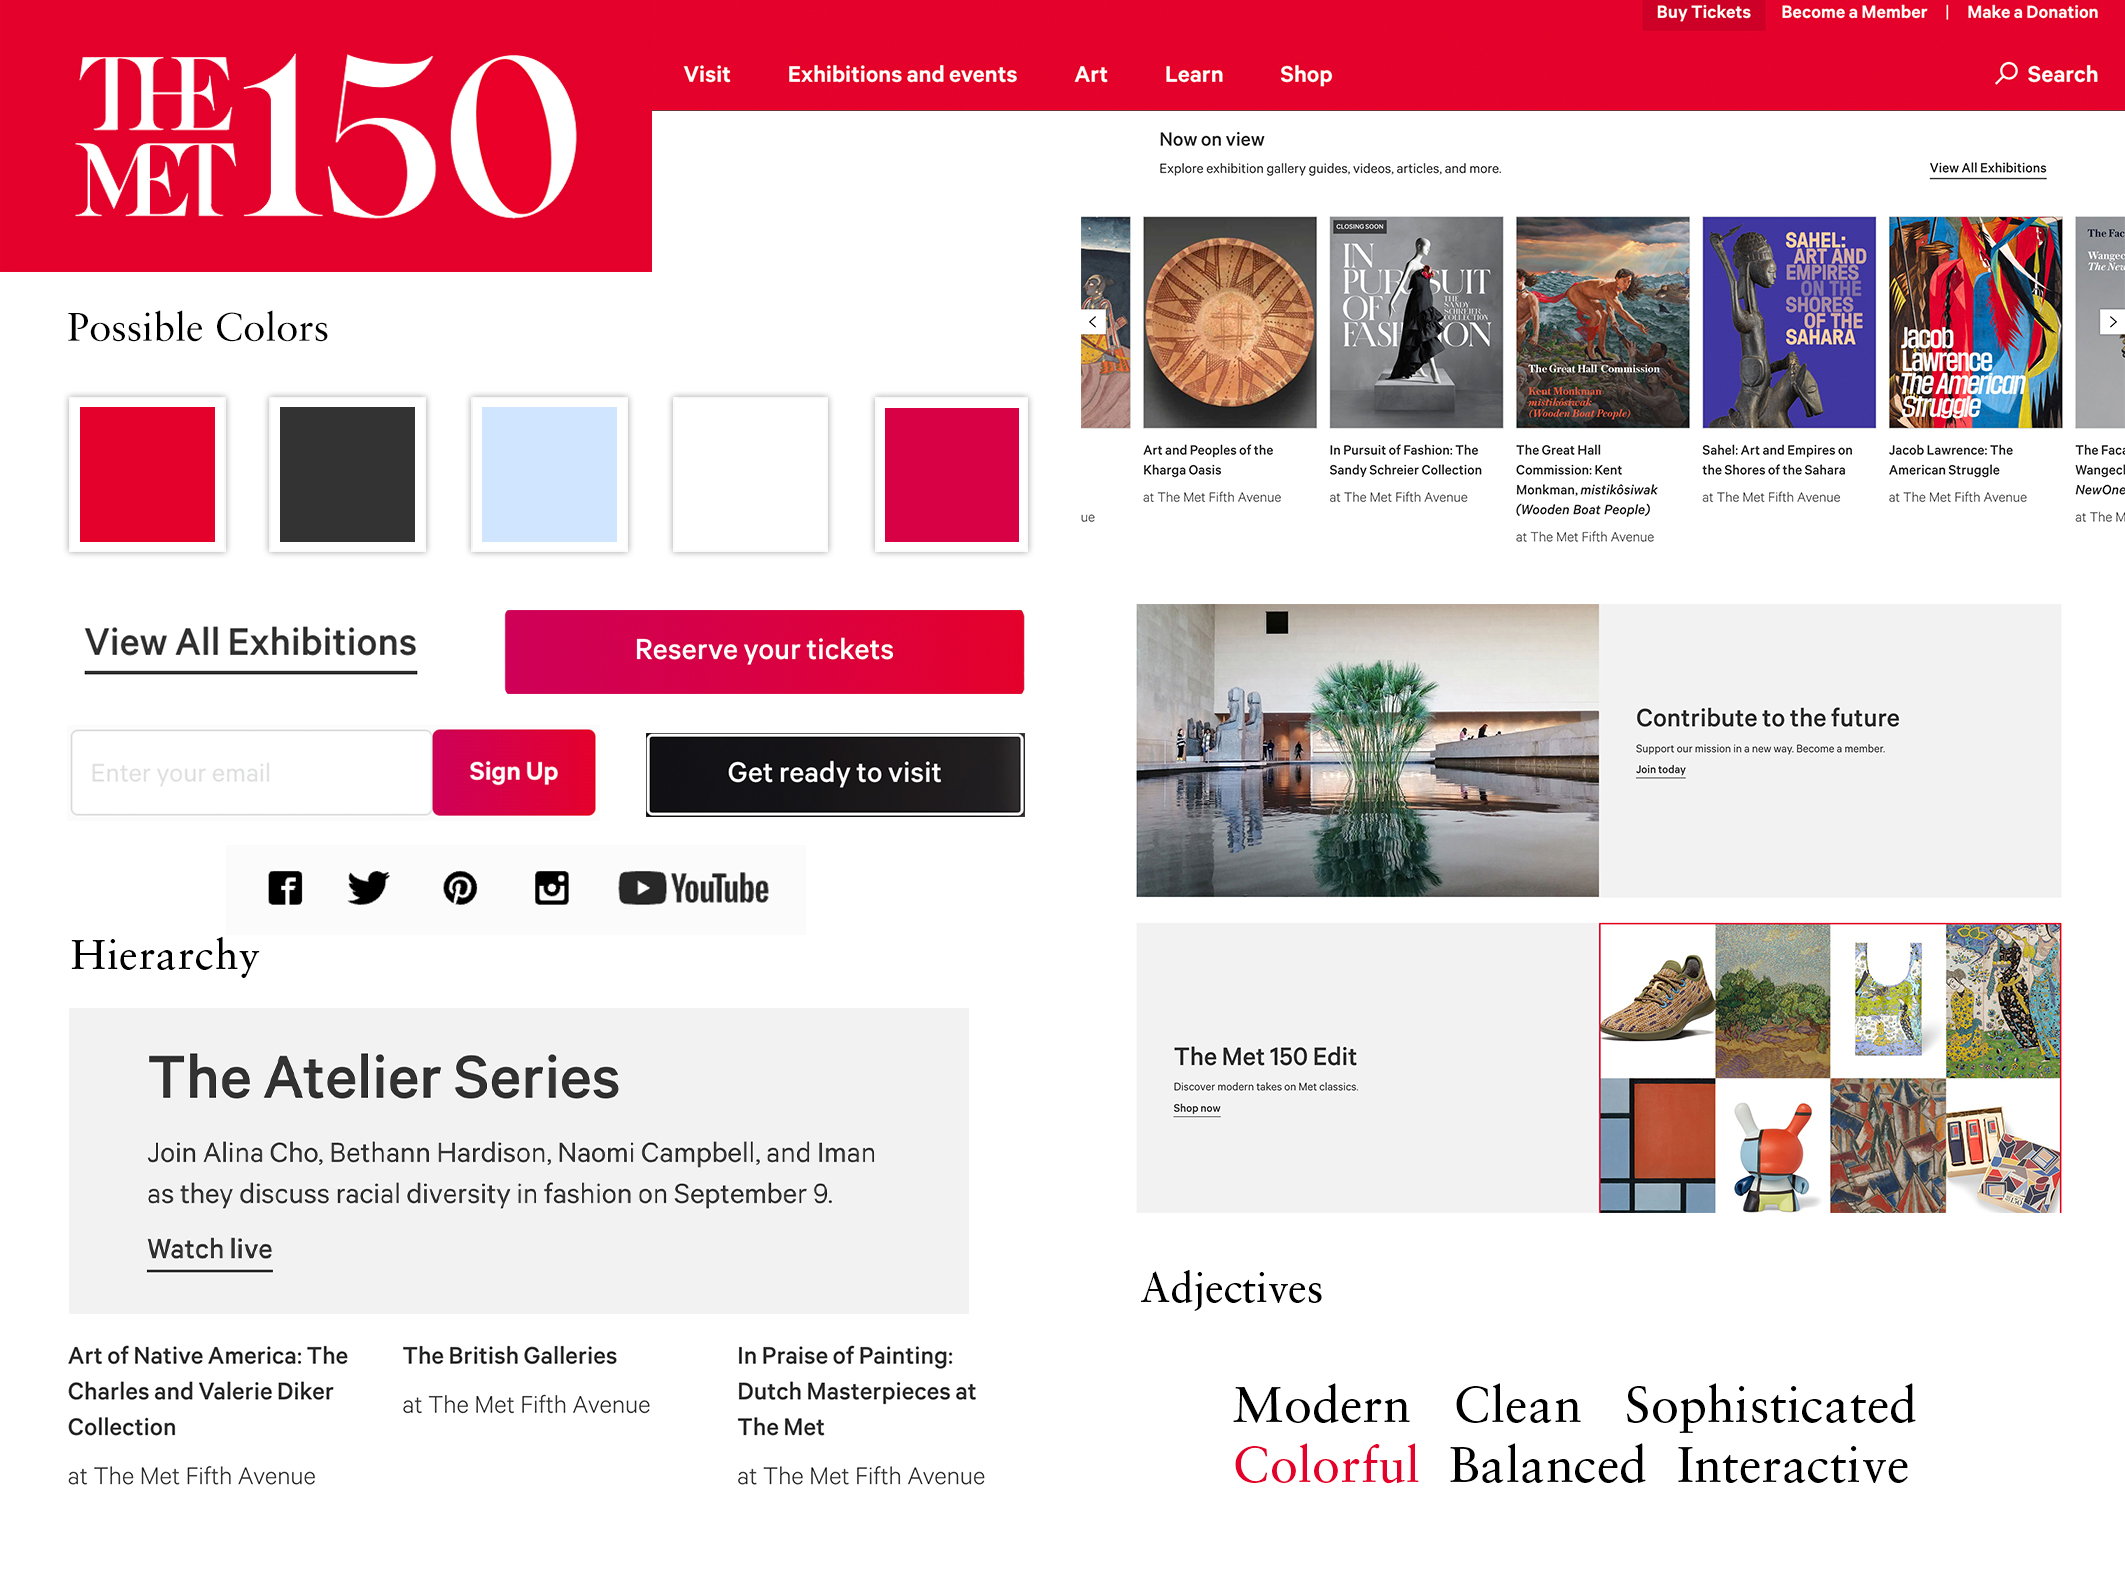 Buy Tickets
Become a Member | Make a Donation
THE
MET
150
Visit
Exhibitions and events
Art
Learn
Shop
Search
Now on view
Explore exhibition gallery guides, videos, articles, and more.
View All Exhibitions
CLOSING SOON
IN
PURSUIT
OF
FASHION
THE
SANDY
SCHREIER
COLLECTION
The Great Hall Commission
Kent Monkman
mistikôsiwak
(Wooden Boat People)
SAHEL:
ART AND
EMPIRES
ON THE
SHORES
OF THE
SAHARA
Jacob
Lawrence
The American
Struggle
The Fac
Wangec
The New
ue
Art and Peoples of the
Kharga Oasis
at The Met Fifth Avenue
In Pursuit of Fashion: The
Sandy Schreier Collection
at The Met Fifth Avenue
The Great Hall
Commission: Kent
Monkman, mistikôsiwak
(Wooden Boat People)
at The Met Fifth Avenue
Sahel: Art and Empires on
the Shores of the Sahara
at The Met Fifth Avenue
Jacob Lawrence: The
American Struggle
at The Met Fifth Avenue
The Faca
Wangech
NewOne
at The M
Possible Colors
View All Exhibitions
Reserve your tickets
Enter your email
Sign Up
Get ready to visit
YouTube
Contribute to the future
Support our mission in a new way. Become a member.
Join today
The Met 150 Edit
Discover modern takes on Met classics.
Shop now
Hierarchy
The Atelier Series
Join Alina Cho, Bethann Hardison, Naomi Campbell, and Iman
as they discuss racial diversity in fashion on September 9.
Watch live
Art of Native America: The
Charles and Valerie Diker
Collection
at The Met Fifth Avenue
The British Galleries
at The Met Fifth Avenue
In Praise of Painting:
Dutch Masterpieces at
The Met
at The Met Fifth Avenue
Adjectives
Modern Clean Sophisticated
Colorful Balanced Interactive